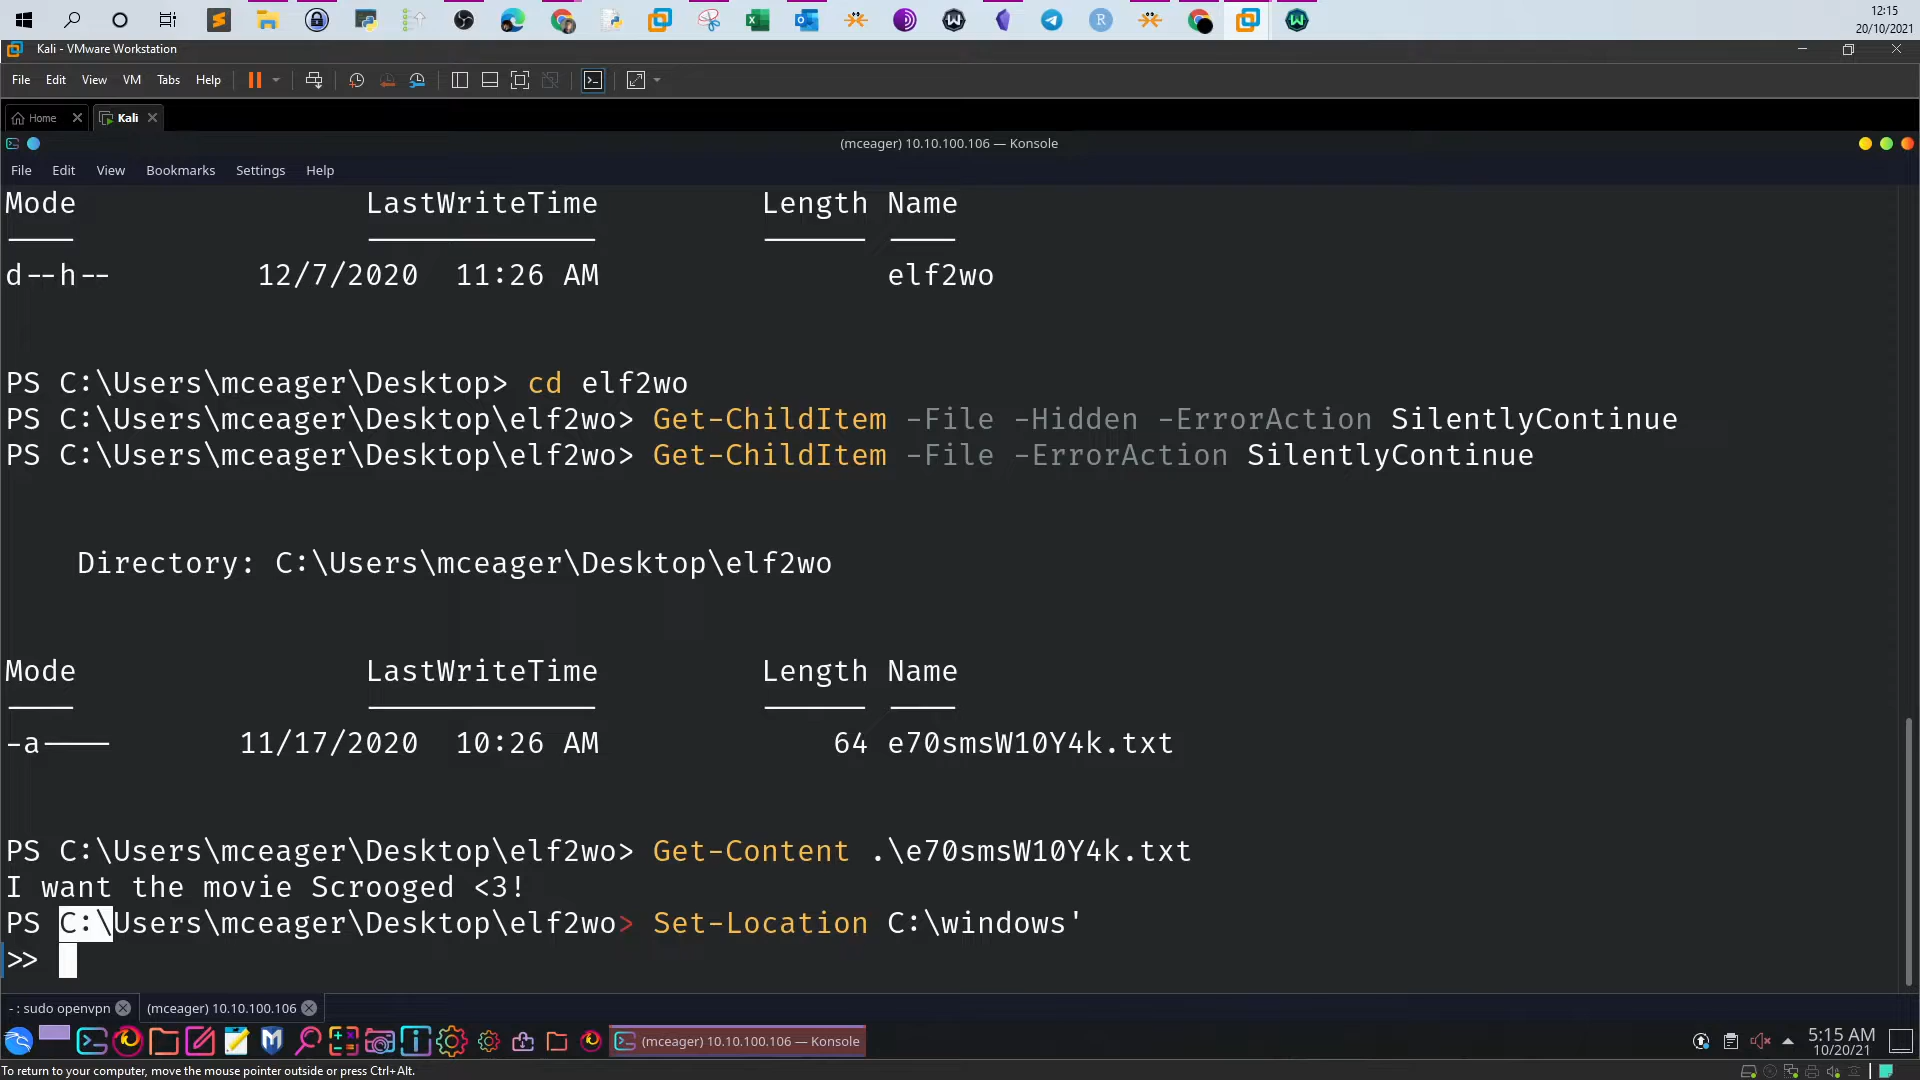 12:15
20/10/2021
Kali - VMware Workstation
File Edit View VM Tabs Help
Home Kali
(mceager) 10.10.100.106 — Konsole
File Edit View Bookmarks Settings Help
Mode LastWriteTime Length Name
---- ------------- ------ ----
d--h-- 12/7/2020 11:26 AM elf2wo
PS C:\Users\mceager\Desktop> cd elf2wo
PS C:\Users\mceager\Desktop\elf2wo> Get-ChildItem -File -Hidden -ErrorAction SilentlyContinue
PS C:\Users\mceager\Desktop\elf2wo> Get-ChildItem -File -ErrorAction SilentlyContinue
Directory: C:\Users\mceager\Desktop\elf2wo
Mode LastWriteTime Length Name
---- ------------- ------ ----
-a---- 11/17/2020 10:26 AM 64 e70smsW10Y4k.txt
PS C:\Users\mceager\Desktop\elf2wo> Get-Content .\e70smsW10Y4k.txt
I want the movie Scrooged <3!
PS C:\Users\mceager\Desktop\elf2wo> Set-Location C:\windows'
>>
- : sudo openvpn (mceager) 10.10.100.106
(mceager) 10.10.100.106 — Konsole
5:15 AM
10/20/21
To return to your computer, move the mouse pointer outside or press Ctrl+Alt.